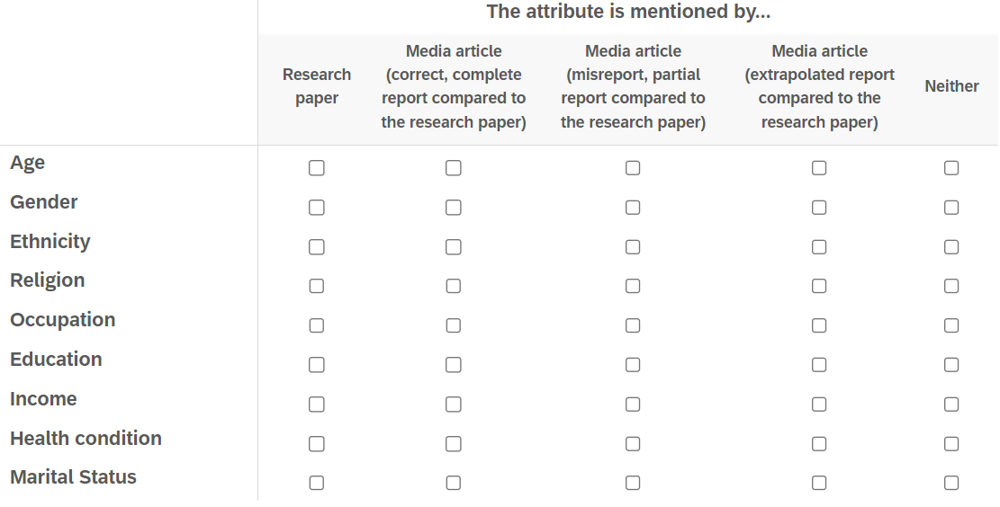 The attribute is mentioned by...
Research
paper
Media article
(correct, complete
report compared to
the research paper)
Media article
(misreport, partial
report compared to
the research paper)
Media article
(extrapolated report
compared to the
research paper)
Neither
Age
Gender
Ethnicity
Religion
Occupation
Education
Income
Health condition
Marital Status